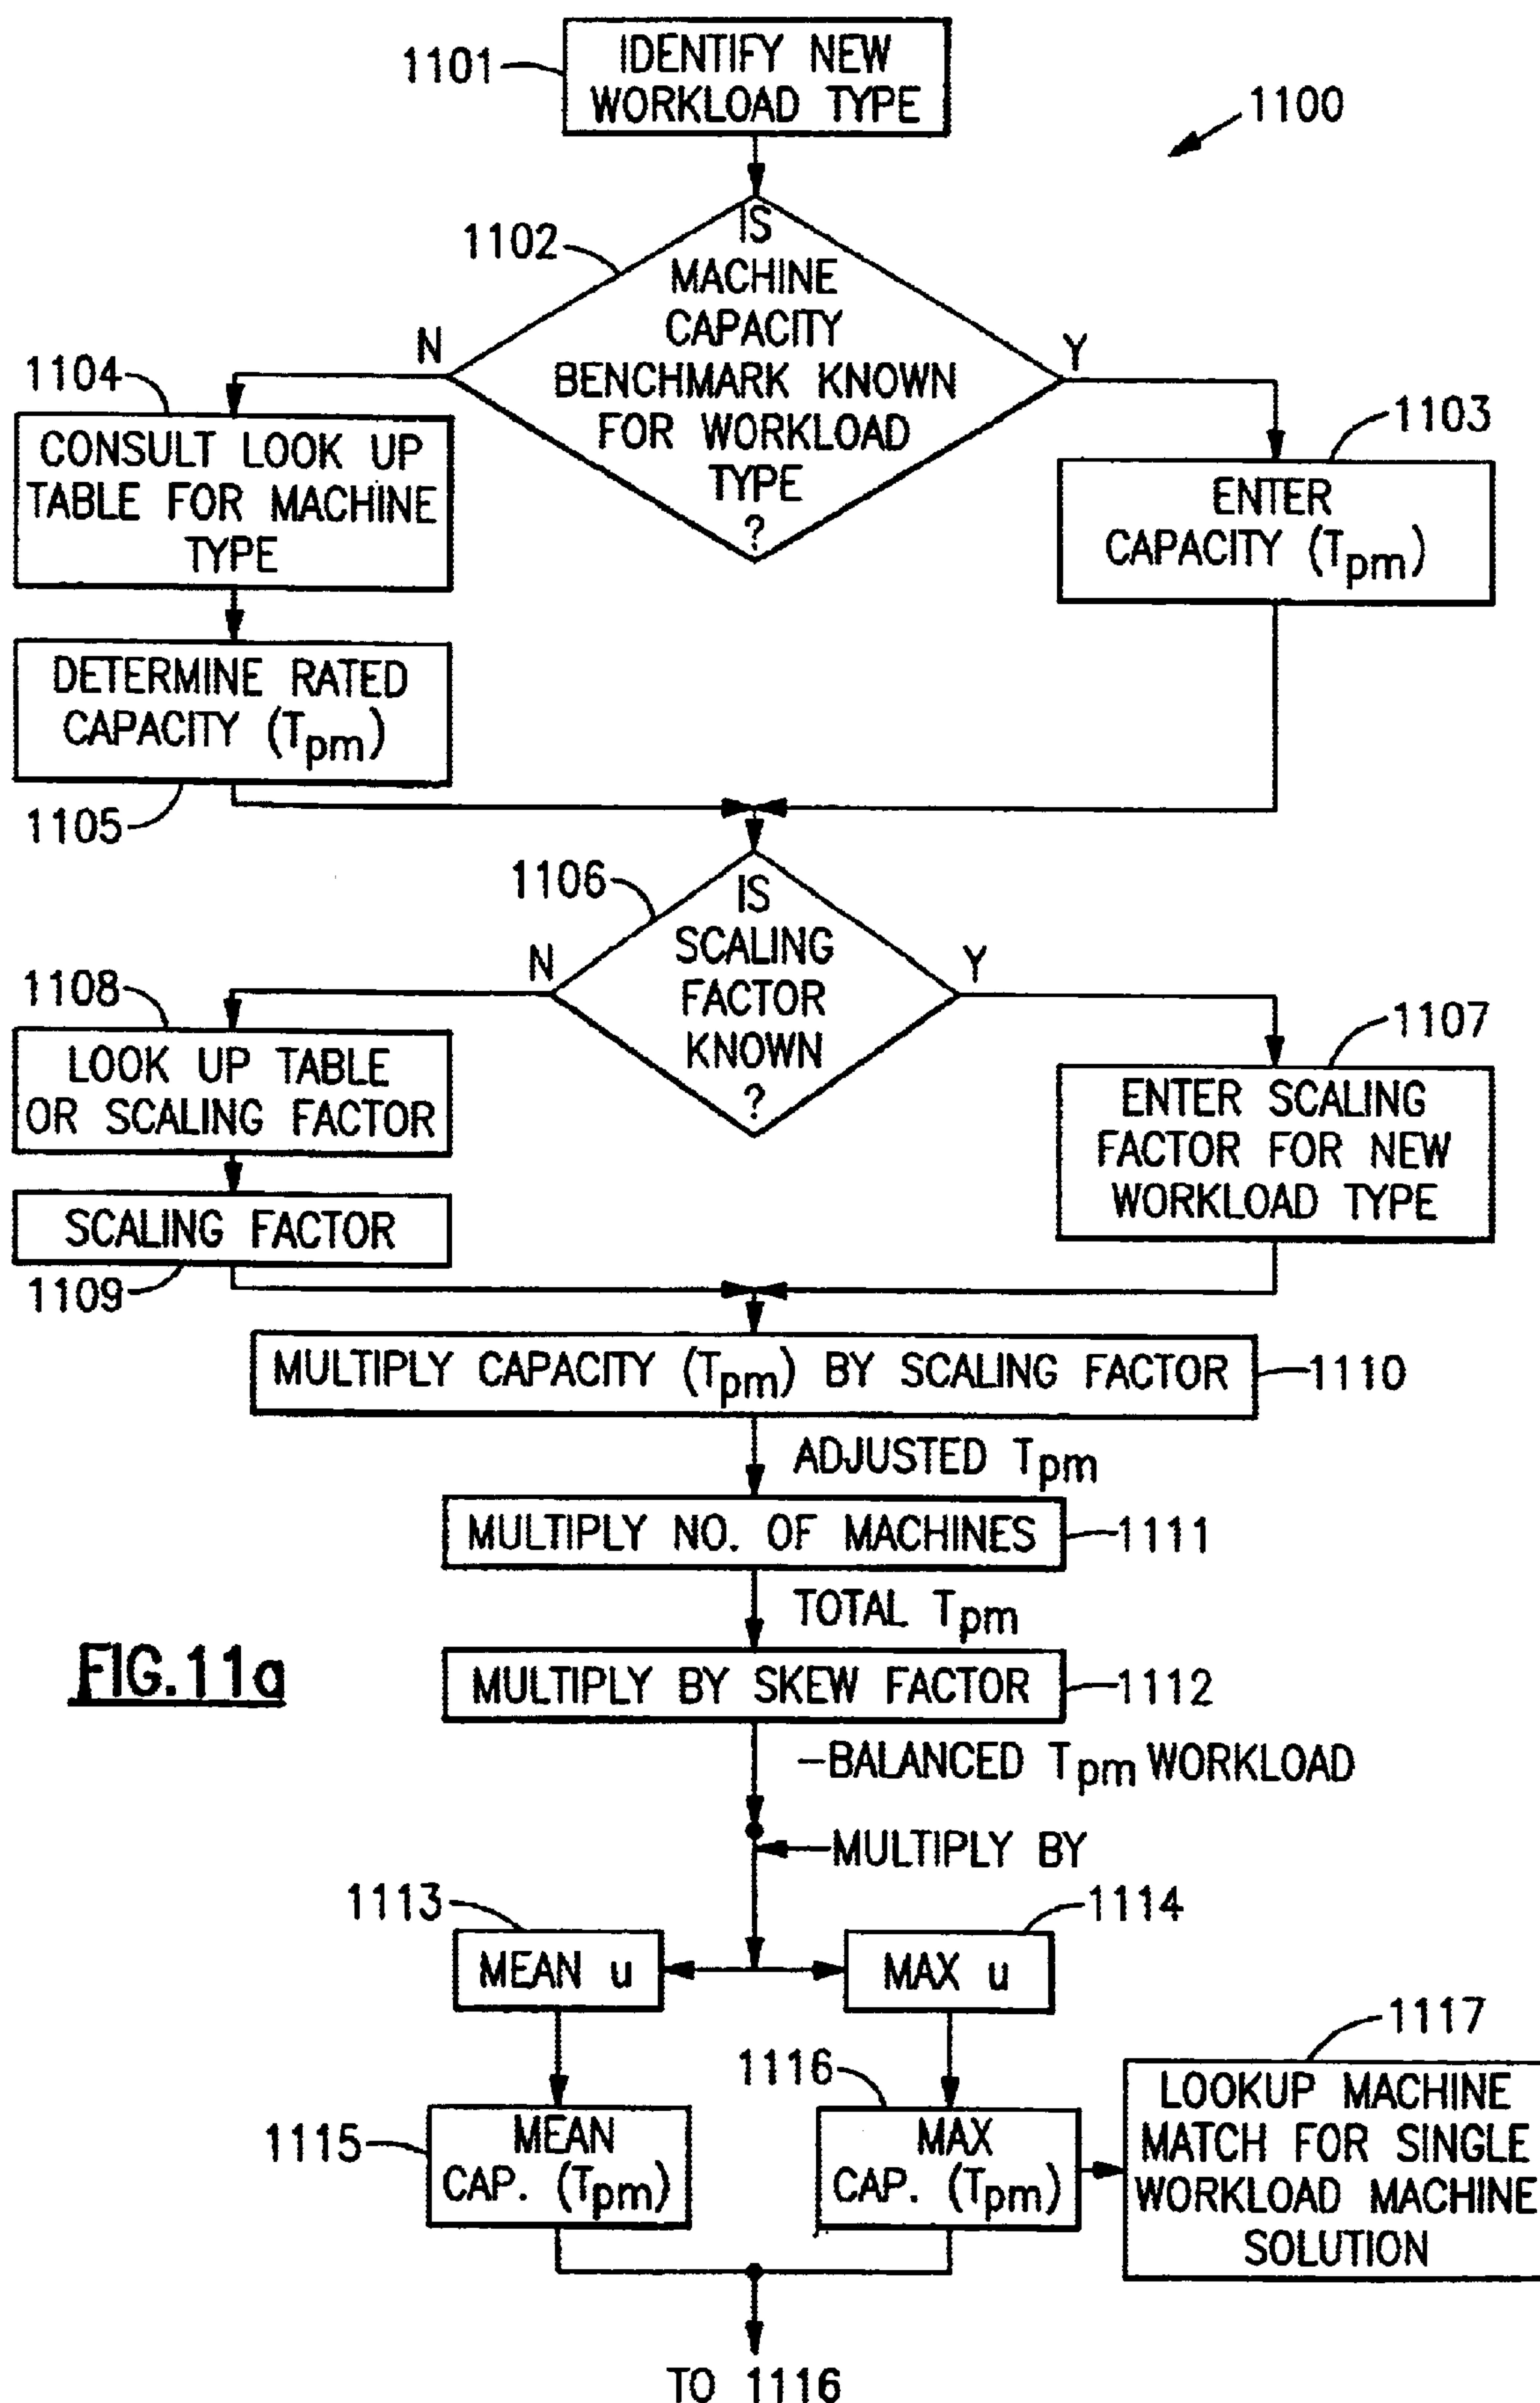 1101
IDENTIFY NEW
WORKLOAD TYPE
1100
1102
IS
MACHINE
CAPACITY
BENCHMARK KNOWN
FOR WORKLOAD
TYPE
?
N
Y
1104
CONSULT LOOK UP
TABLE FOR MACHINE
TYPE
1103
ENTER
CAPACITY (Tpm)
DETERMINE RATED
CAPACITY (Tpm)
1105
1106
IS
SCALING
FACTOR
KNOWN
?
N
Y
1108
LOOK UP TABLE
OR SCALING FACTOR
1107
ENTER SCALING
FACTOR FOR NEW
WORKLOAD TYPE
SCALING FACTOR
1109
MULTIPLY CAPACITY (Tpm) BY SCALING FACTOR
1110
ADJUSTED Tpm
MULTIPLY NO. OF MACHINES
1111
TOTAL Tpm
FIG.11a
MULTIPLY BY SKEW FACTOR
1112
-BALANCED Tpm WORKLOAD
MULTIPLY BY
1113
MEAN u
1114
MAX u
1115
MEAN
CAP. (Tpm)
1116
MAX
CAP. (Tpm)
1117
LOOKUP MACHINE
MATCH FOR SINGLE
WORKLOAD MACHINE
SOLUTION
TO 1116